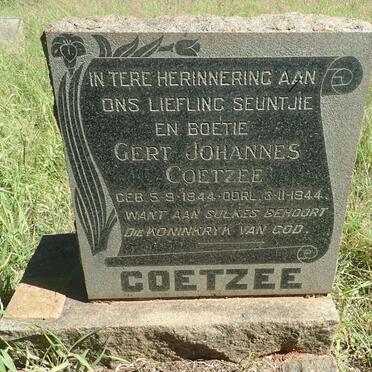 IN TERE HERINNERING AAN
ONS LIEFLING SEUNTJIE
EN BOETIE
GERT JOHANNES
COETZEE
GEB. 5-9-1944. OORL. 3-11-1944.
WANT AAN SULKES BEHOORT
DIE KONINKRYK VAN GOD.
COETZEE